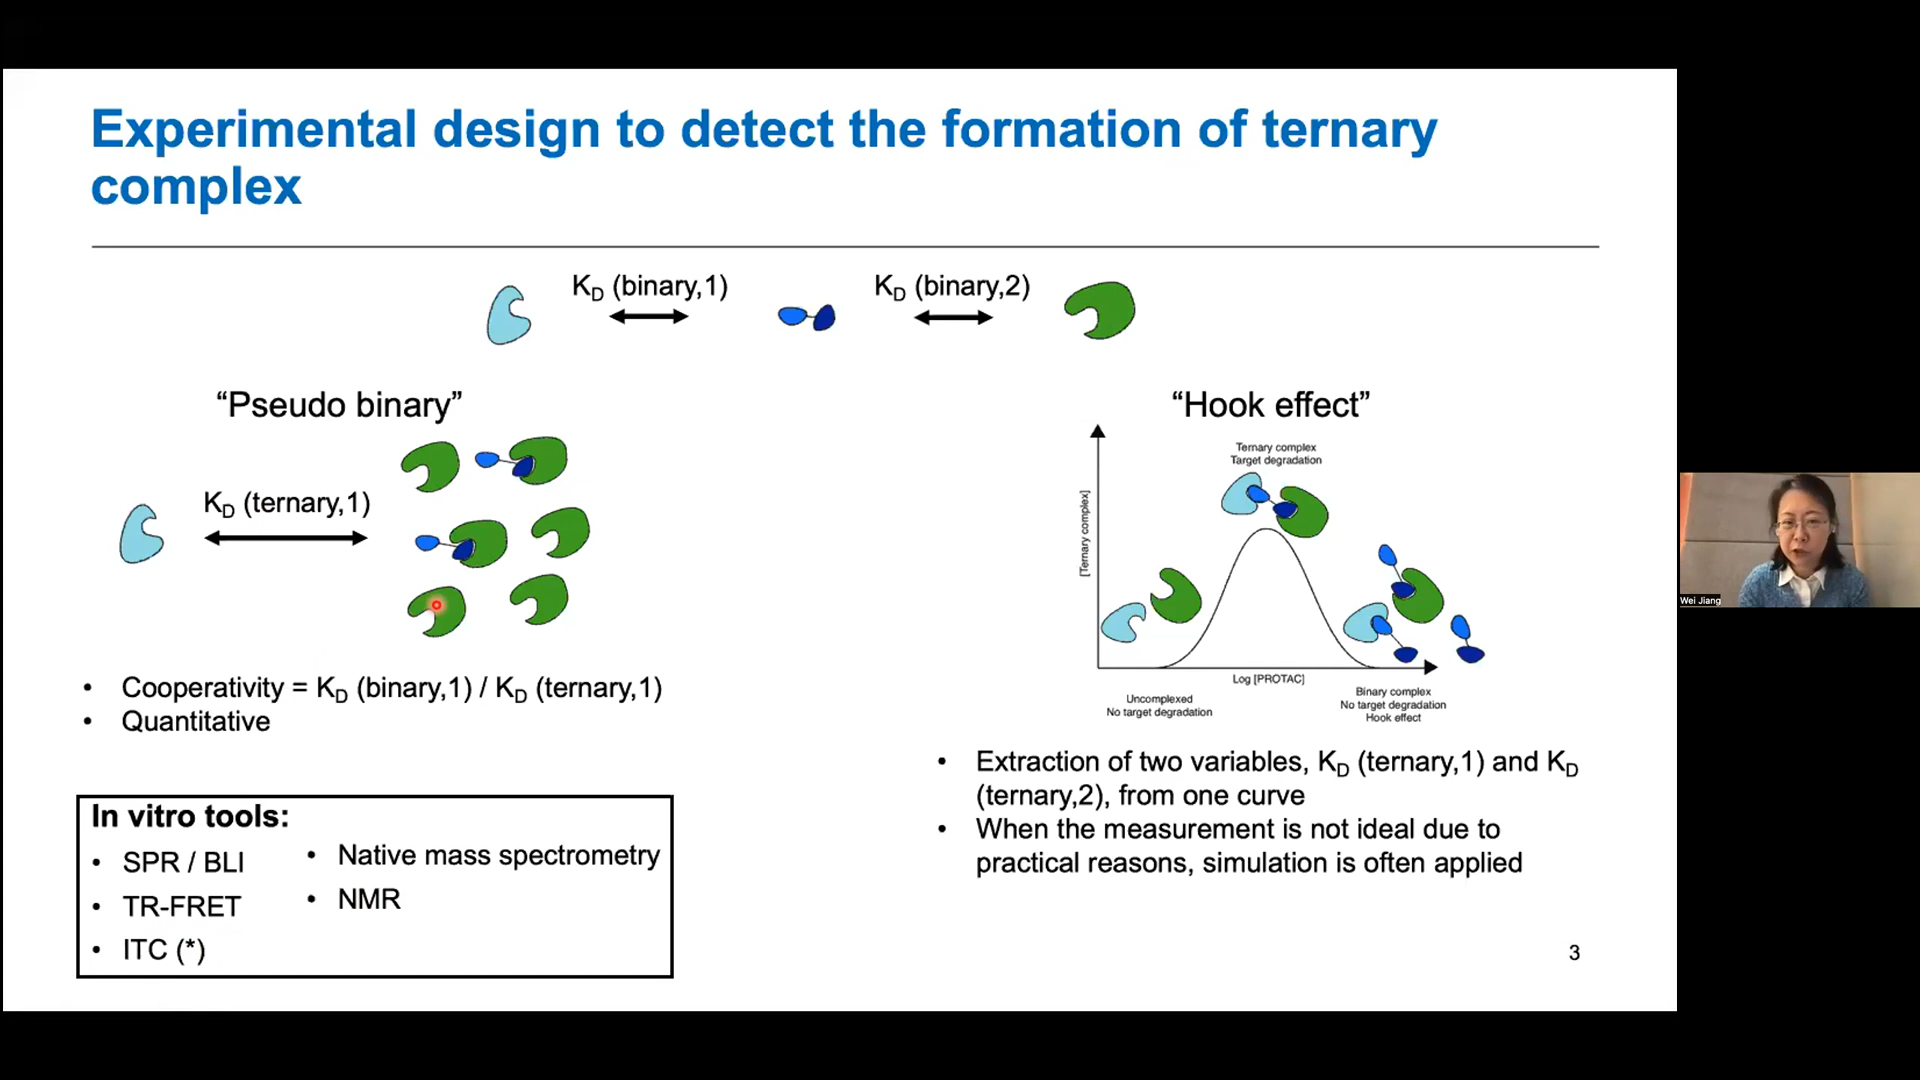 Experimental design to detect the formation of ternary
complex
KD (binary,1)
KD (binary,2)
“Pseudo binary”
KD (ternary,1)
• Cooperativity = KD (binary,1) / KD (ternary,1)
• Quantitative
In vitro tools:
• SPR / BLI
• TR-FRET
• ITC (*)
• Native mass spectrometry
• NMR
“Hook effect”
Ternary complex
Target degradation
[Ternary complex]
Log [PROTAC]
Uncomplexed
No target degradation
Binary complex
No target degradation
Hook effect
• Extraction of two variables, KD (ternary,1) and KD
(ternary,2), from one curve
• When the measurement is not ideal due to
practical reasons, simulation is often applied
3
Wei Jiang